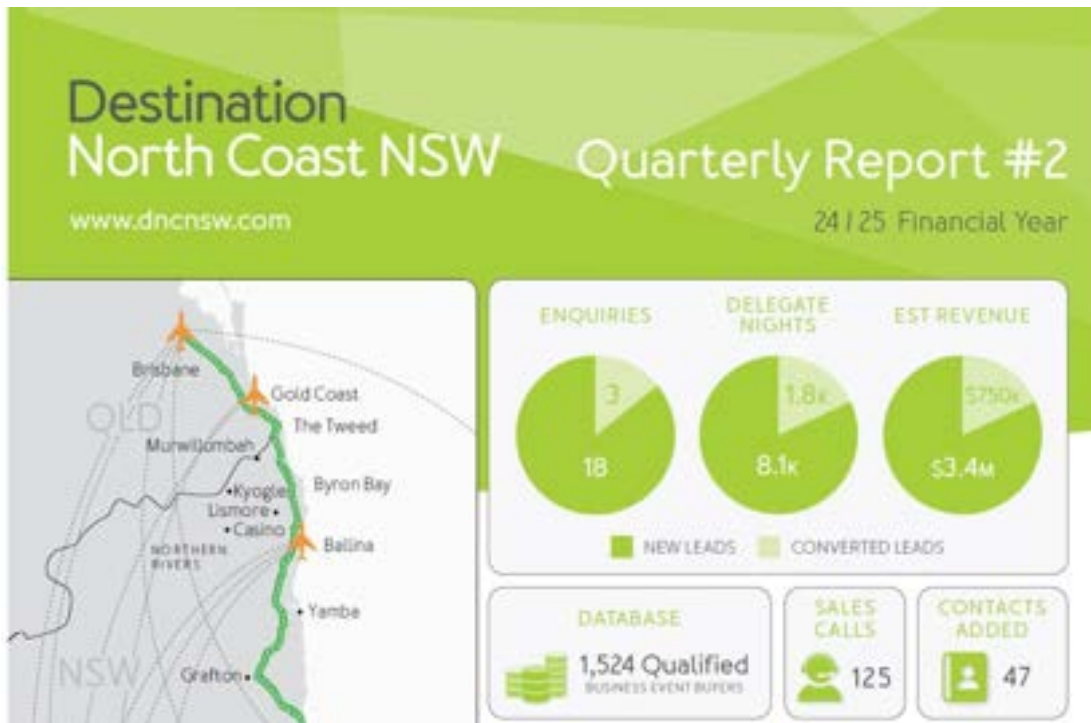 Destination
North Coast NSW
Quarterly Report #2
www.dncnsw.com
24 / 25 Financial Year
Brisbane
Gold Coast
QLD
The Tweed
Murwillumbah
Byron Bay
Kyogle
Lismore
Casino
NORTHERN
RIVERS
Ballina
Yamba
NSW
Grafton
ENQUIRIES
3
18
DELEGATE
NIGHTS
1.8K
8.1K
EST REVENUE
$750K
$3.4M
NEW LEADS
CONVERTED LEADS
DATABASE
1,524 Qualified
BUSINESS EVENT BUYERS
SALES
CALLS
125
CONTACTS
ADDED
47